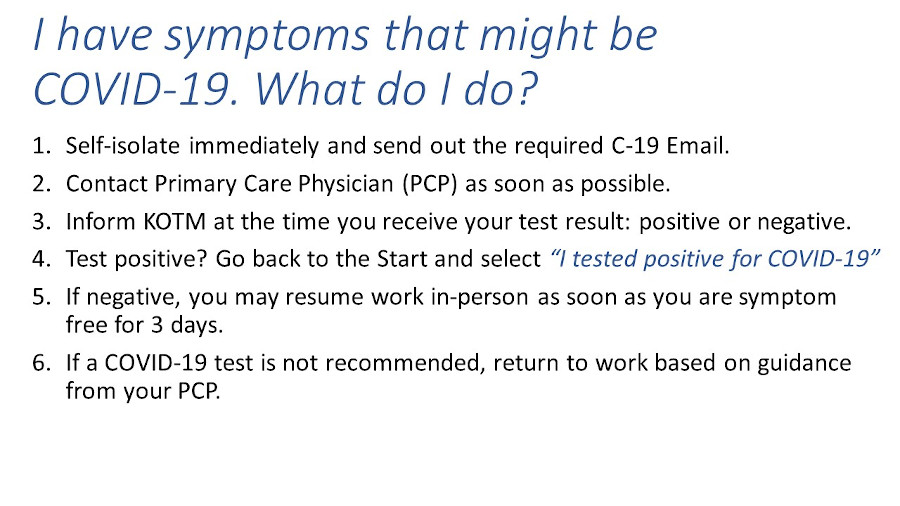 I have symptoms that might be
COVID-19. What do I do?
1. Self-isolate immediately and send out the required C-19 Email.
2. Contact Primary Care Physician (PCP) as soon as possible.
3. Inform KOTM at the time you receive your test result: positive or negative.
4. Test positive? Go back to the Start and select “I tested positive for COVID-19”
5. If negative, you may resume work in-person as soon as you are symptom
free for 3 days.
6. If a COVID-19 test is not recommended, return to work based on guidance
from your PCP.